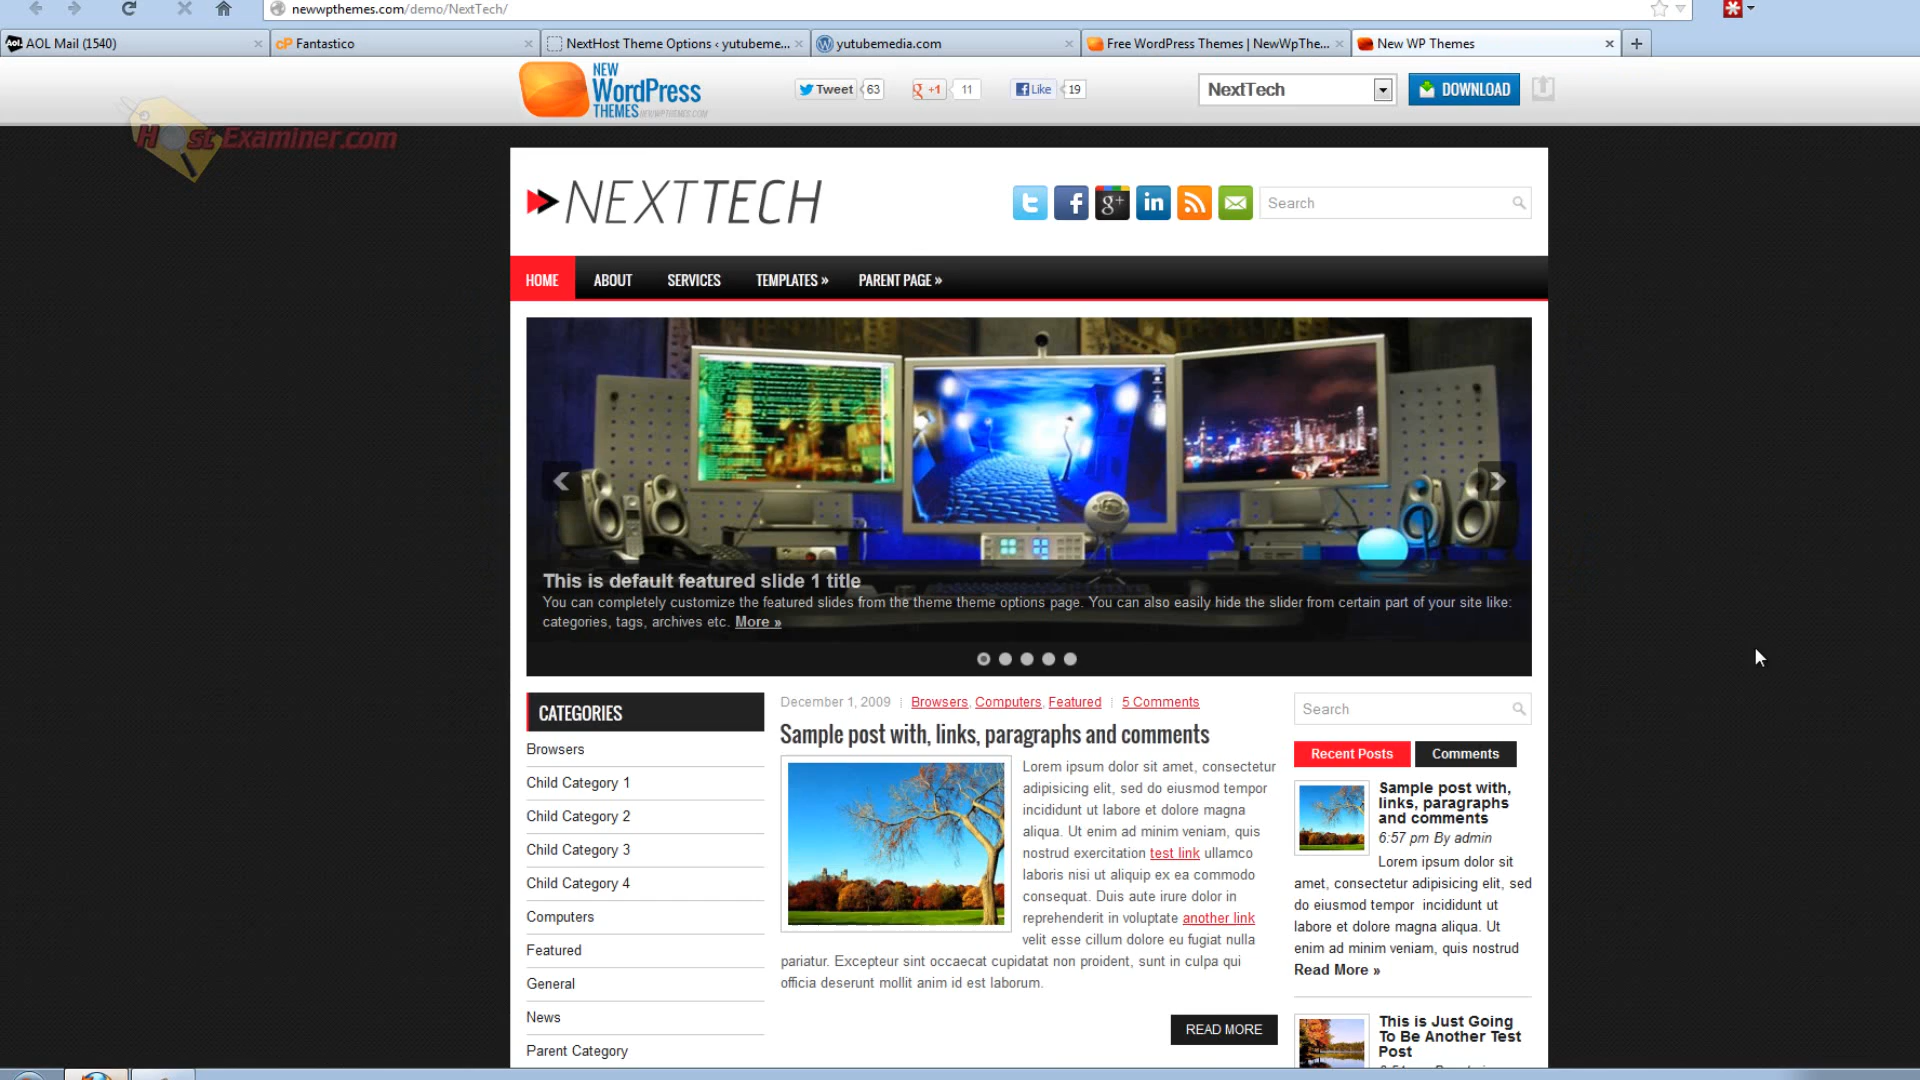 newwpthemes.com/demo/NextTech/
AOL Mail (1540)
Fantastico
NextHost Theme Options ‹ yutubeme...
yutubemedia.com
Free WordPress Themes | NewWpThe...
New WP Themes
NEW
WordPress
THEMES NEWWPTHEMES.COM
Tweet 63
+1 11
Like 19
NextTech
DOWNLOAD
HostExaminer.com
NEXTTECH
Search
HOME
ABOUT
SERVICES
TEMPLATES »
PARENT PAGE »
This is default featured slide 1 title
You can completely customize the featured slides from the theme theme options page. You can also easily hide the slider from certain part of your site like:
categories, tags, archives etc. More »
CATEGORIES
Browsers
Child Category 1
Child Category 2
Child Category 3
Child Category 4
Computers
Featured
General
News
Parent Category
December 1, 2009 Browsers, Computers, Featured 5 Comments
Sample post with, links, paragraphs and comments
Lorem ipsum dolor sit amet, consectetur
adipisicing elit, sed do eiusmod tempor
incididunt ut labore et dolore magna
aliqua. Ut enim ad minim veniam, quis
nostrud exercitation test link ullamco
laboris nisi ut aliquip ex ea commodo
consequat. Duis aute irure dolor in
reprehenderit in voluptate another link
velit esse cillum dolore eu fugiat nulla
pariatur. Excepteur sint occaecat cupidatat non proident, sunt in culpa qui
officia deserunt mollit anim id est laborum.
READ MORE
Search
Recent Posts
Comments
Sample post with,
links, paragraphs
and comments
6:57 pm By admin
Lorem ipsum dolor sit
amet, consectetur adipisicing elit, sed
do eiusmod tempor incididunt ut
labore et dolore magna aliqua. Ut
enim ad minim veniam, quis nostrud
Read More »
This is Just Going
To Be Another Test
Post